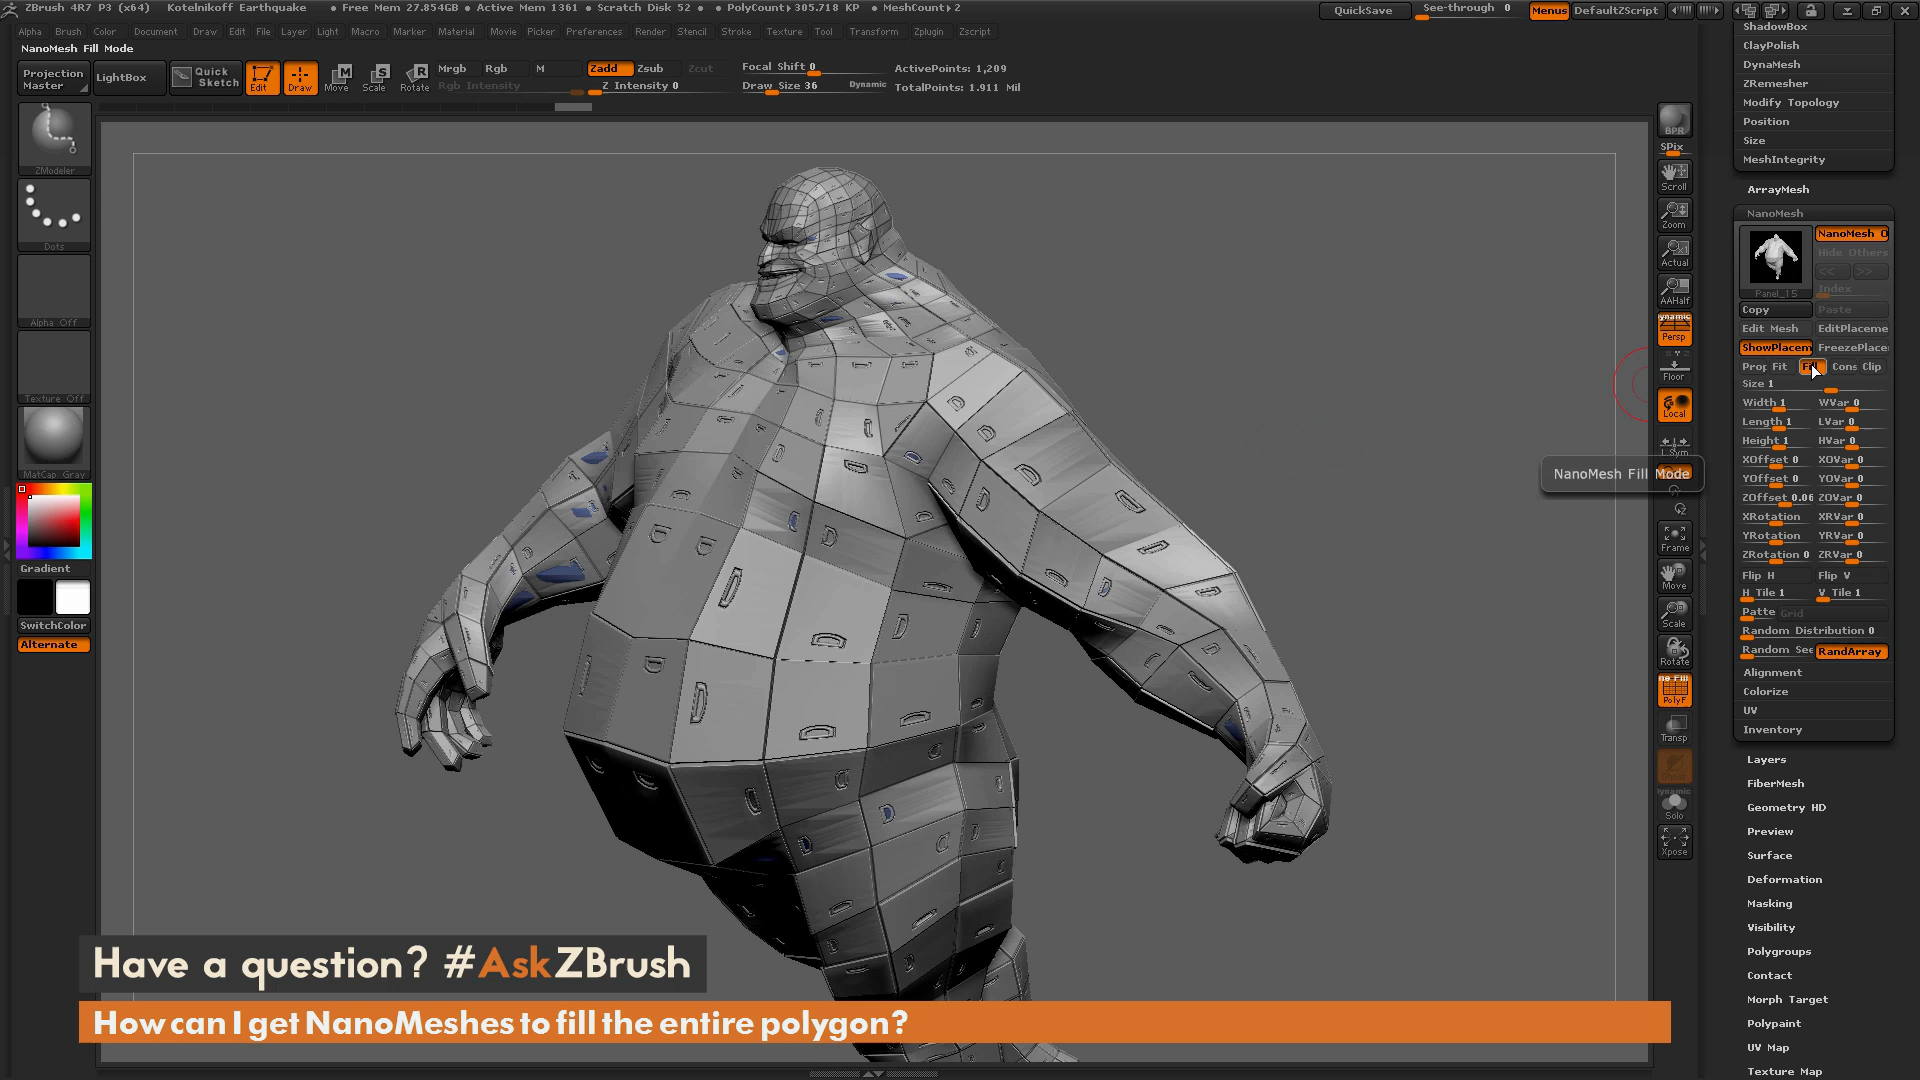 ZBrush 4R7 P3 (x64) Kotelnikoff Earthquake • Free Mem 27.854GB • Active Mem 1361 • Scratch Disk 52 • • PolyCount▸ 305.718 KP • MeshCount▸ 2
QuickSave See-through 0 Menus DefaultZScript
Alpha Brush Color Document Draw Edit File Layer Light Macro Marker Material Movie Picker Preferences Render Stencil Stroke Texture Tool Transform Zplugin Zscript
NanoMesh Fill Mode
Projection Master
LightBox
Quick Sketch
Edit Draw Move Scale Rotate
Mrgb Rgb M
Rgb Intensity
Zadd Zsub Zcut
Z Intensity 0
Focal Shift 0
Draw Size 36 Dynamic
ActivePoints: 1,209
TotalPoints: 1.911 Mil
ZModeler
Dots
Alpha Off
Texture Off
MatCap Gray
Gradient
SwitchColor
Alternate
BPR
SPix
Scroll
Zoom
Actual
AAHalf
Persp
Floor
Local
L.Sym
Frame
Move
Scale
Rotate
PolyF
Transp
Dynamic
Solo
Xpose
NanoMesh Fill Mode
ShadowBox
ClayPolish
DynaMesh
ZRemesher
Modify Topology
Position
Size
MeshIntegrity
ArrayMesh
NanoMesh
NanoMesh O
Hide Others
<< >>
Index
Panel_15
Copy Paste
Edit Mesh EditPlaceme
ShowPlacem FreezePlace
Prop Fit Cons Clip
Size 1
Width 1 WVar 0
Length 1 LVar 0
Height 1 HVar 0
XOffset 0 XOVar 0
YOffset 0 YOVar 0
ZOffset 0.06 ZOVar 0
XRotation XRVar 0
YRotation YRVar 0
ZRotation 0 ZRVar 0
Flip H Flip V
H Tile 1 V Tile 1
Patte Grid
Random Distribution 0
Random See RandArray
Alignment
Colorize
UV
Inventory
Layers
FiberMesh
Geometry HD
Preview
Surface
Deformation
Masking
Visibility
Polygroups
Contact
Morph Target
Polypaint
UV Map
Texture Map
Have a question? #AskZBrush
How can I get NanoMeshes to fill the entire polygon?